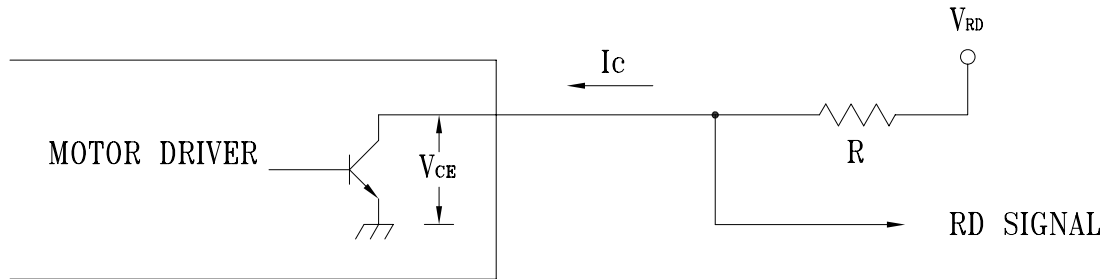 VRD
Ic
MOTOR DRIVER
VCE
R
RD SIGNAL